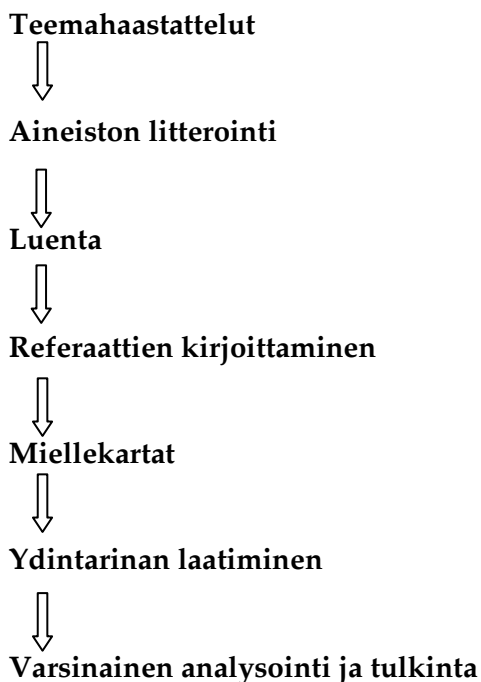 Teemahaastattelut
Aineiston litterointi
Luenta
Referaattien kirjoittaminen
Miellekartat
Ydintarinan laatiminen
Varsinainen analysointi ja tulkinta